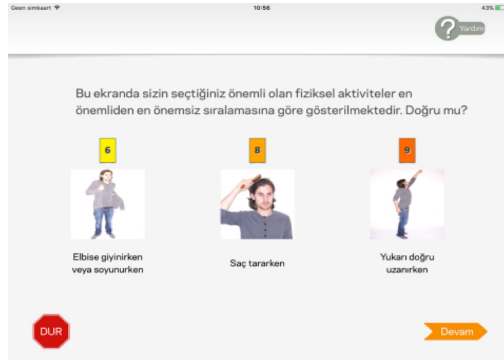 Geen simkaart
10:56
43%
? Yardım
Bu ekranda sizin seçtiğiniz önemli olan fiziksel aktiviteler en
önemliden en önemsiz sıralamasına göre gösterilmektedir. Doğru mu?
6
8
9
Elbise giyinirken
veya soyunurken
Saç tararken
Yukarı doğru
uzanırken
DUR
Devam